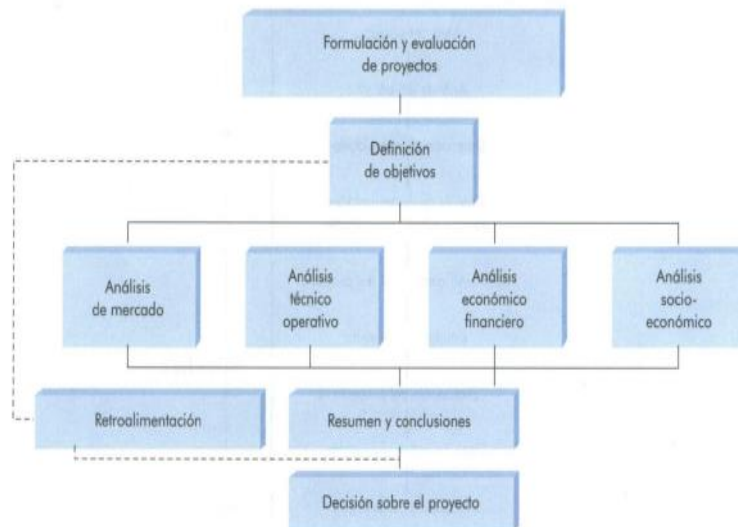 Formulación y evaluación
de proyectos
Definición
de objetivos
Análisis
de mercado
Análisis
técnico
operativo
Análisis
económico
financiero
Análisis
socio-
económico
Retroalimentación
Resumen y conclusiones
Decisión sobre el proyecto